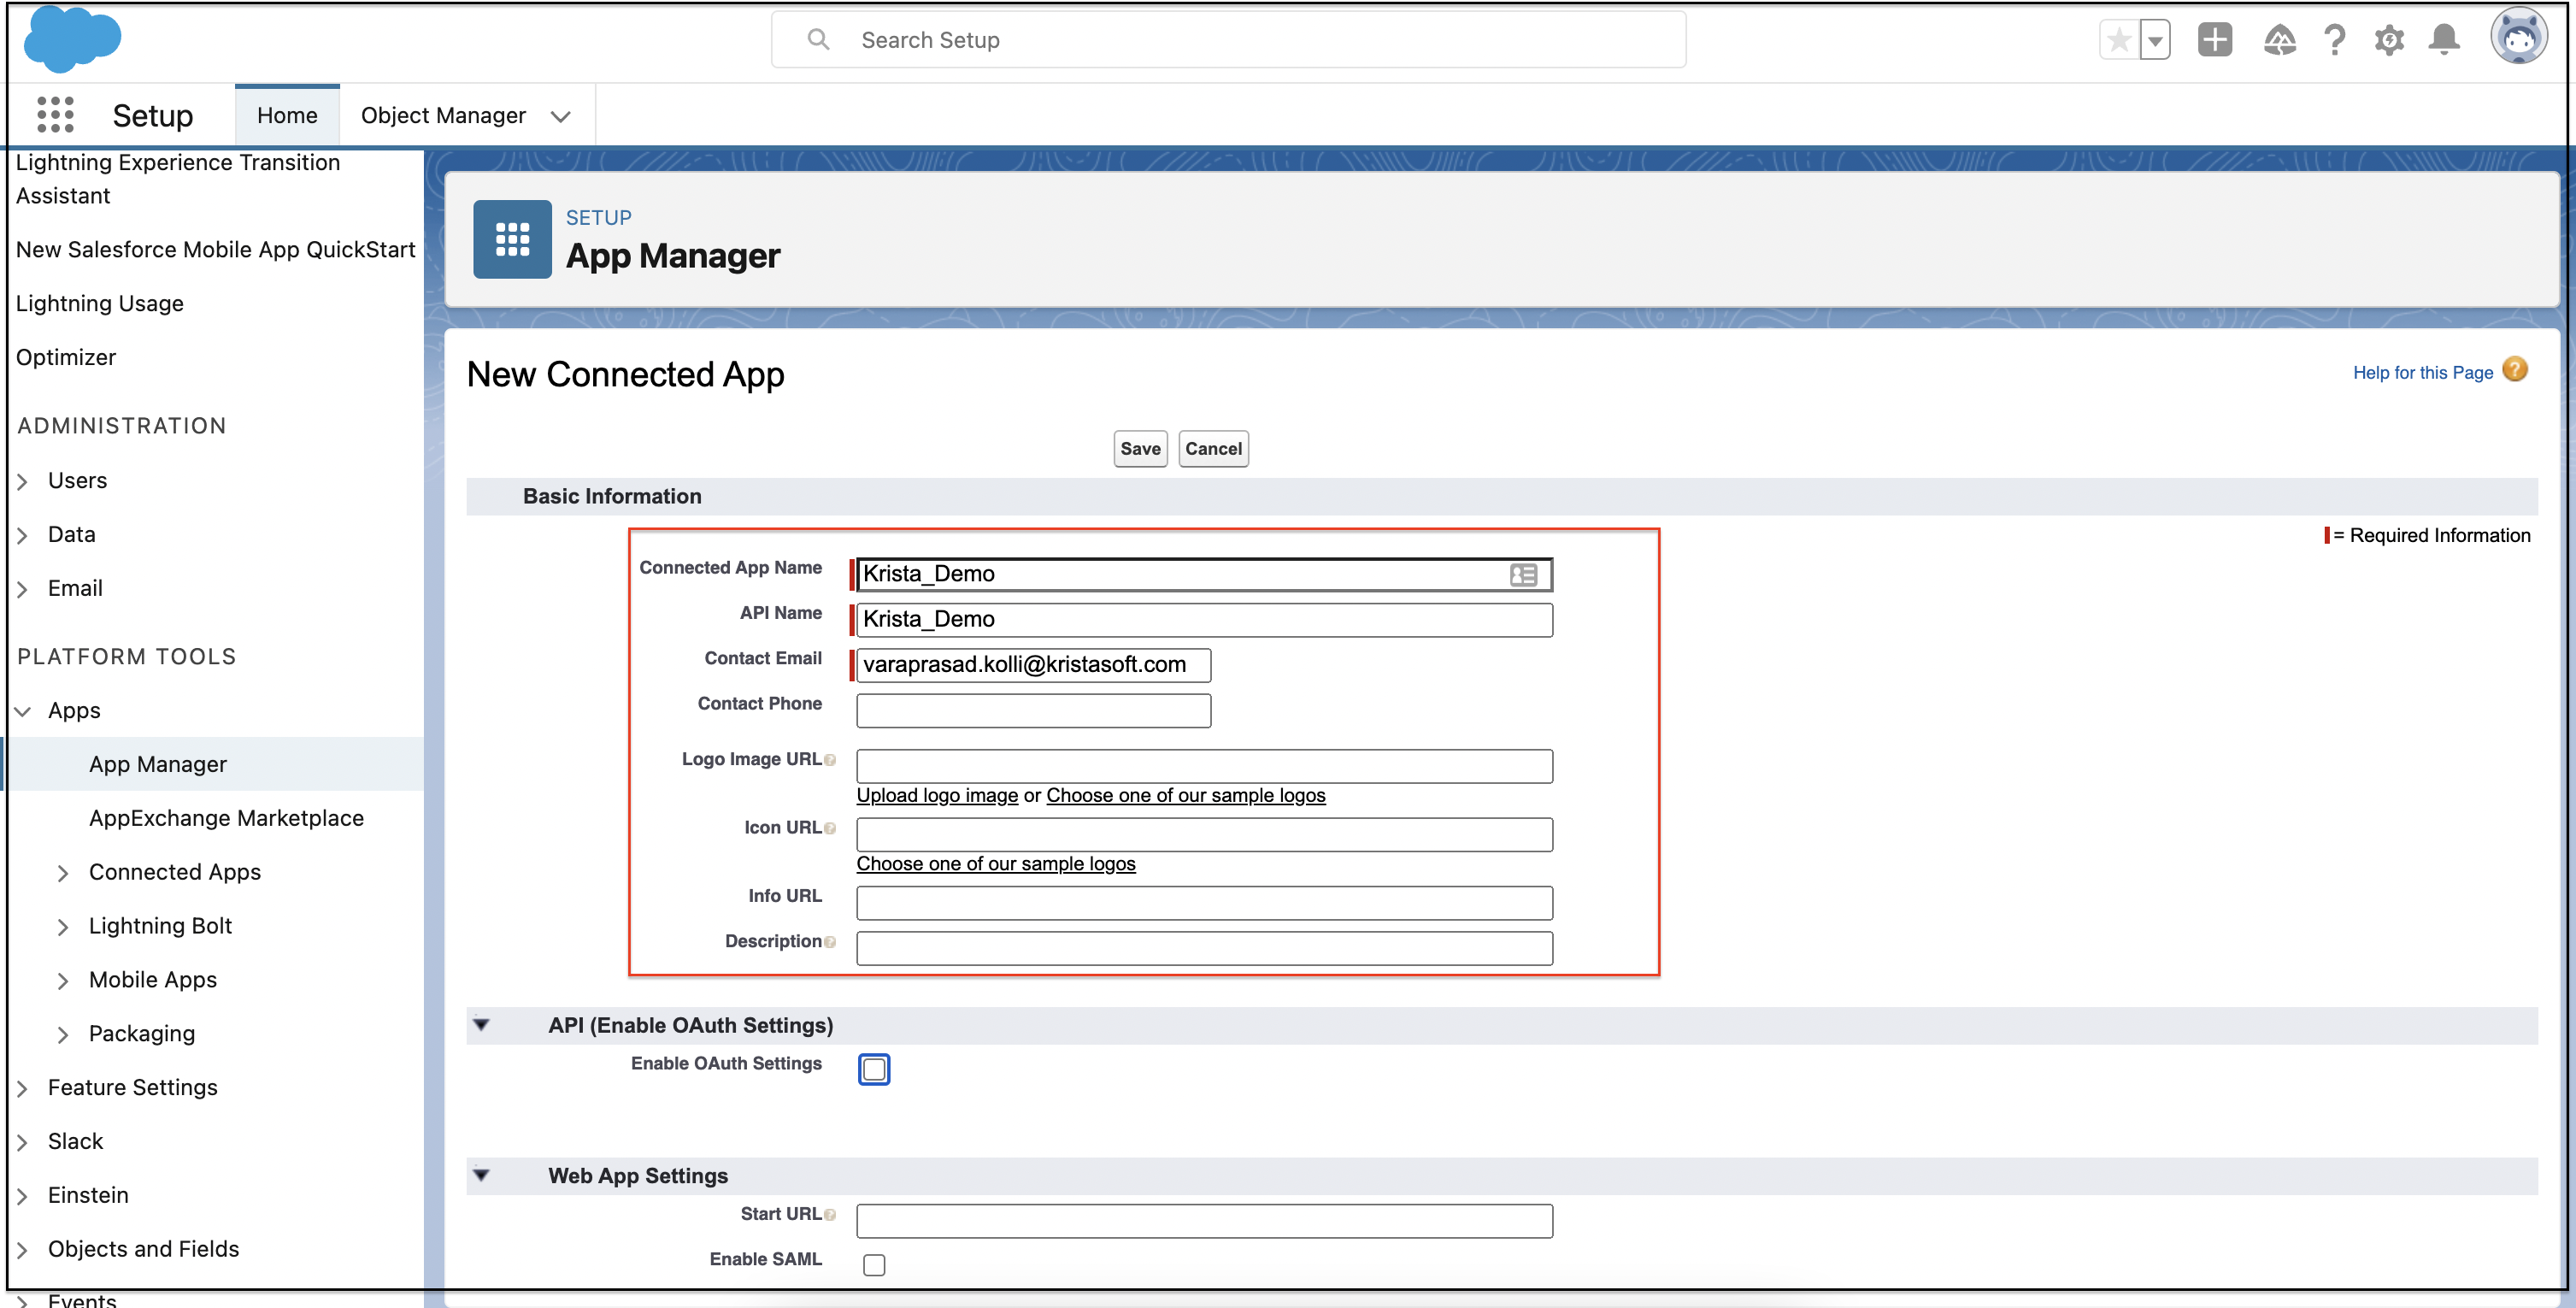 Search Setup
Setup
Home
Object Manager
Lightning Experience Transition
Assistant
New Salesforce Mobile App QuickStart
Lightning Usage
Optimizer
ADMINISTRATION
Users
Data
Email
PLATFORM TOOLS
Apps
App Manager
AppExchange Marketplace
Connected Apps
Lightning Bolt
Mobile Apps
Packaging
Feature Settings
Slack
Einstein
Objects and Fields
Events
SETUP
App Manager
New Connected App
Help for this Page
Save Cancel
Basic Information
= Required Information
Connected App Name Krista_Demo
API Name Krista_Demo
Contact Email varaprasad.kolli@kristasoft.com
Contact Phone
Logo Image URL
Upload logo image or Choose one of our sample logos
Icon URL
Choose one of our sample logos
Info URL
Description
API (Enable OAuth Settings)
Enable OAuth Settings
Web App Settings
Start URL
Enable SAML